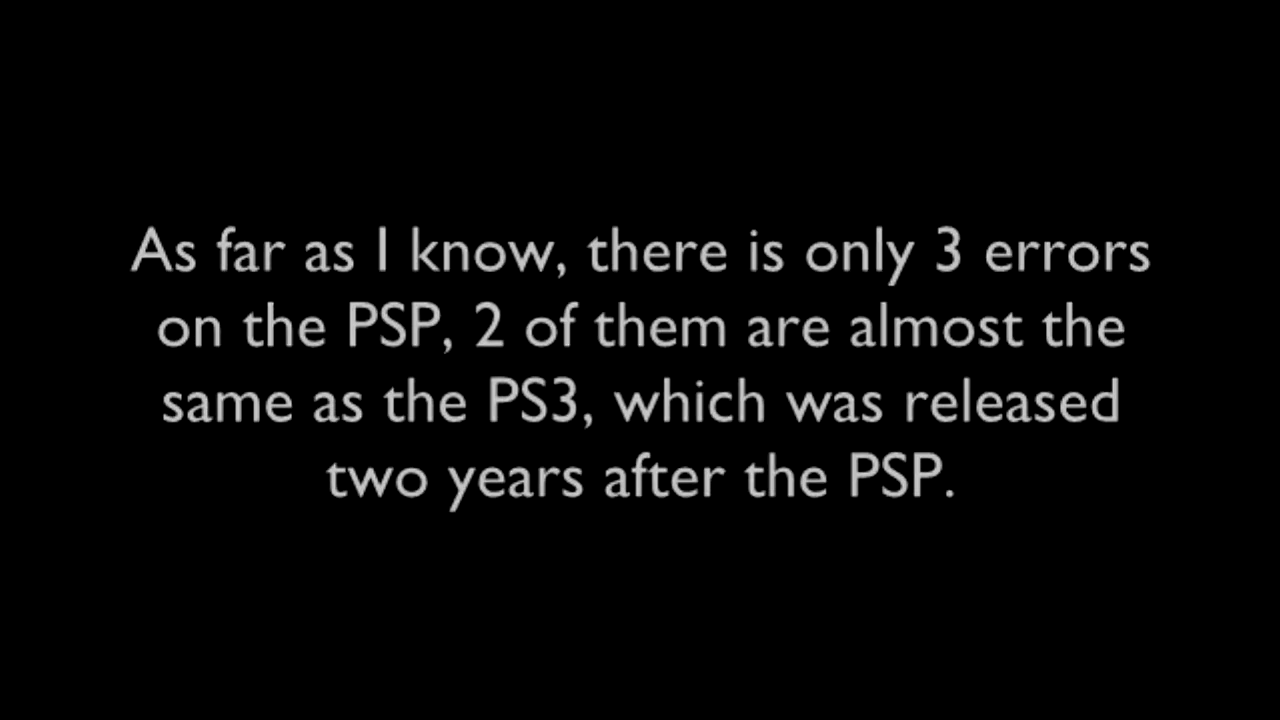 As far as I know, there is only 3 errors
on the PSP, 2 of them are almost the
same as the PS3, which was released
two years after the PSP.